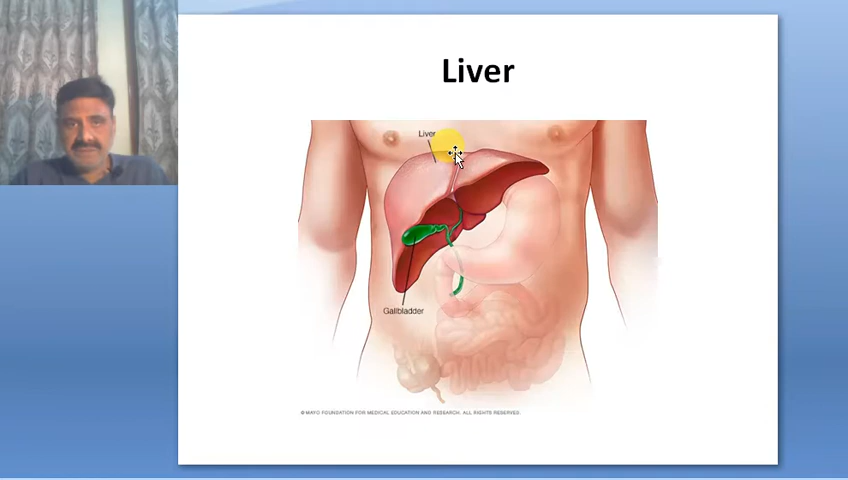 Liver
Liver
Gallbladder
© MAYO FOUNDATION FOR MEDICAL EDUCATION AND RESEARCH. ALL RIGHTS RESERVED.